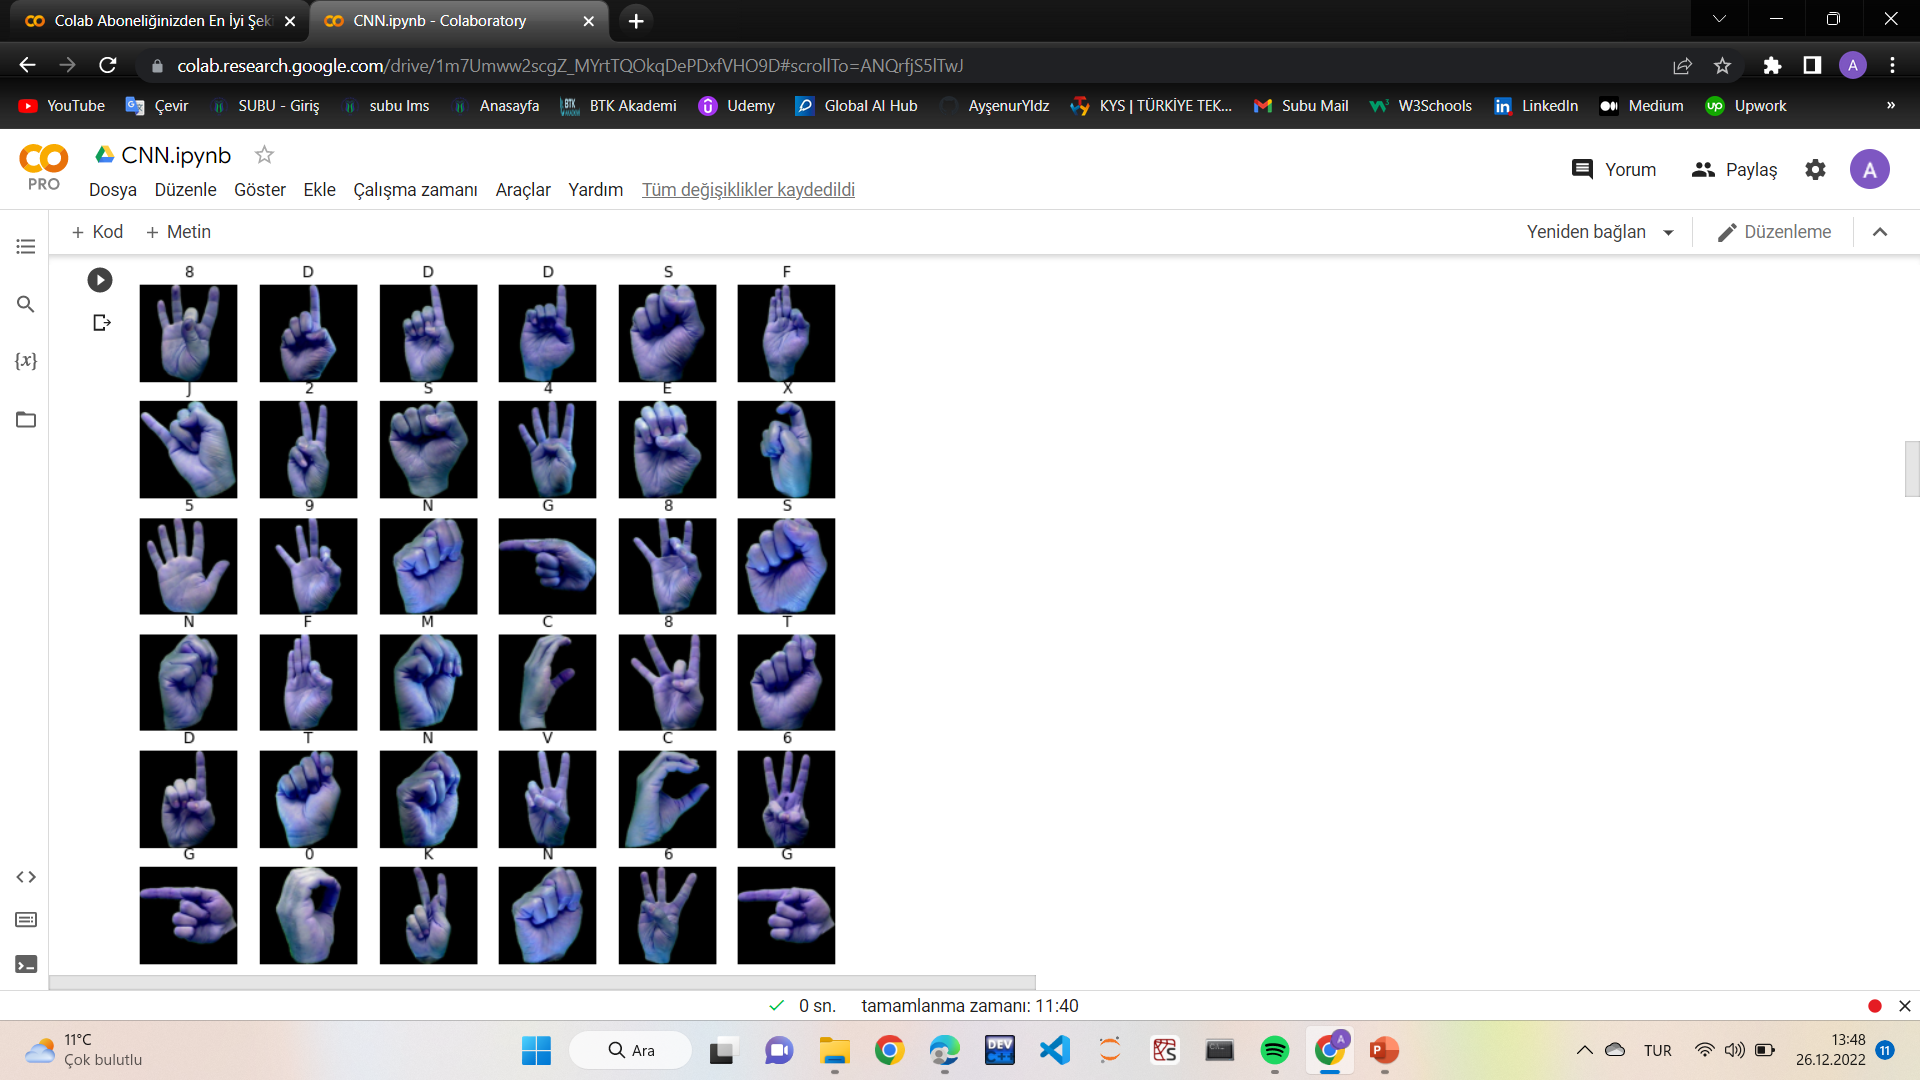 Colab Aboneliğinizden En İyi Şeki
CNN.ipynb - Colaboratory
colab.research.google.com/drive/1m7Umww2scgZ_MYrtTQOkqDePDxfVHO9D#scrollTo=ANQrfjS5lTwJ
A
YouTube
Çevir
SUBU - Giriş
subu lms
Anasayfa
BTK Akademi
Udemy
Global AI Hub
AyşenurYldz
KYS | TÜRKİYE TEK...
Subu Mail
W3Schools
LinkedIn
Medium
Upwork
»
PRO
CNN.ipynb
Dosya Düzenle Göster Ekle Çalışma zamanı Araçlar Yardım Tüm değişiklikler kaydedildi
Yorum
Paylaş
A
+ Kod + Metin
Yeniden bağlan
Düzenleme
{x}
8 D D D S F
J 2 S 4 E X
5 9 N G 8 S
N F M C 8 T
D T N V C 6
G 0 K N 6 G
0 sn. tamamlanma zamanı: 11:40
11°C
Çok bulutlu
Ara
DEV
C++
A
P
TUR
13:48
26.12.2022
11